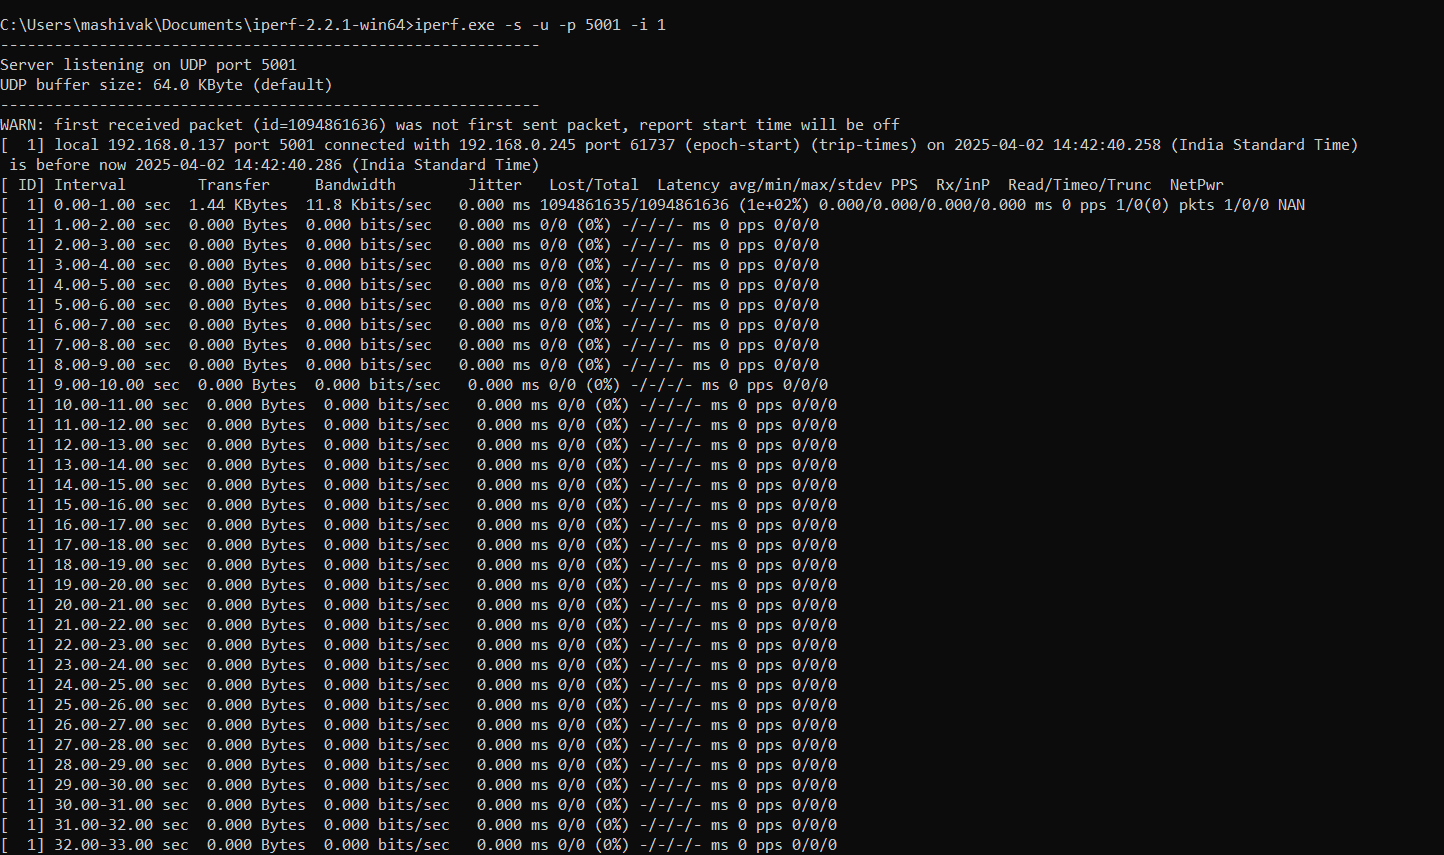 C:\Users\mashivak\Documents\iperf-2.2.1-win64>iperf.exe -s -u -p 5001 -i 1
------------------------------------------------------------
Server listening on UDP port 5001
UDP buffer size: 64.0 KByte (default)
------------------------------------------------------------
WARN: first received packet (id=1094861636) was not first sent packet, report start time will be off
[  1] local 192.168.0.137 port 5001 connected with 192.168.0.245 port 61737 (epoch-start) (trip-times) on 2025-04-02 14:42:40.258 (India Standard Time)
 is before now 2025-04-02 14:42:40.286 (India Standard Time)
[ ID] Interval        Transfer     Bandwidth        Jitter   Lost/Total  Latency avg/min/max/stdev PPS  Rx/inP  Read/Timeo/Trunc  NetPwr
[  1] 0.00-1.00 sec  1.44 KBytes  11.8 Kbits/sec   0.000 ms 1094861635/1094861636 (1e+02%) 0.000/0.000/0.000/0.000 ms 0 pps 1/0(0) pkts 1/0/0 NAN
[  1] 1.00-2.00 sec  0.000 Bytes  0.000 bits/sec   0.000 ms 0/0 (0%) -/-/-/- ms 0 pps 0/0/0
[  1] 2.00-3.00 sec  0.000 Bytes  0.000 bits/sec   0.000 ms 0/0 (0%) -/-/-/- ms 0 pps 0/0/0
[  1] 3.00-4.00 sec  0.000 Bytes  0.000 bits/sec   0.000 ms 0/0 (0%) -/-/-/- ms 0 pps 0/0/0
[  1] 4.00-5.00 sec  0.000 Bytes  0.000 bits/sec   0.000 ms 0/0 (0%) -/-/-/- ms 0 pps 0/0/0
[  1] 5.00-6.00 sec  0.000 Bytes  0.000 bits/sec   0.000 ms 0/0 (0%) -/-/-/- ms 0 pps 0/0/0
[  1] 6.00-7.00 sec  0.000 Bytes  0.000 bits/sec   0.000 ms 0/0 (0%) -/-/-/- ms 0 pps 0/0/0
[  1] 7.00-8.00 sec  0.000 Bytes  0.000 bits/sec   0.000 ms 0/0 (0%) -/-/-/- ms 0 pps 0/0/0
[  1] 8.00-9.00 sec  0.000 Bytes  0.000 bits/sec   0.000 ms 0/0 (0%) -/-/-/- ms 0 pps 0/0/0
[  1] 9.00-10.00 sec  0.000 Bytes  0.000 bits/sec   0.000 ms 0/0 (0%) -/-/-/- ms 0 pps 0/0/0
[  1] 10.00-11.00 sec  0.000 Bytes  0.000 bits/sec   0.000 ms 0/0 (0%) -/-/-/- ms 0 pps 0/0/0
[  1] 11.00-12.00 sec  0.000 Bytes  0.000 bits/sec   0.000 ms 0/0 (0%) -/-/-/- ms 0 pps 0/0/0
[  1] 12.00-13.00 sec  0.000 Bytes  0.000 bits/sec   0.000 ms 0/0 (0%) -/-/-/- ms 0 pps 0/0/0
[  1] 13.00-14.00 sec  0.000 Bytes  0.000 bits/sec   0.000 ms 0/0 (0%) -/-/-/- ms 0 pps 0/0/0
[  1] 14.00-15.00 sec  0.000 Bytes  0.000 bits/sec   0.000 ms 0/0 (0%) -/-/-/- ms 0 pps 0/0/0
[  1] 15.00-16.00 sec  0.000 Bytes  0.000 bits/sec   0.000 ms 0/0 (0%) -/-/-/- ms 0 pps 0/0/0
[  1] 16.00-17.00 sec  0.000 Bytes  0.000 bits/sec   0.000 ms 0/0 (0%) -/-/-/- ms 0 pps 0/0/0
[  1] 17.00-18.00 sec  0.000 Bytes  0.000 bits/sec   0.000 ms 0/0 (0%) -/-/-/- ms 0 pps 0/0/0
[  1] 18.00-19.00 sec  0.000 Bytes  0.000 bits/sec   0.000 ms 0/0 (0%) -/-/-/- ms 0 pps 0/0/0
[  1] 19.00-20.00 sec  0.000 Bytes  0.000 bits/sec   0.000 ms 0/0 (0%) -/-/-/- ms 0 pps 0/0/0
[  1] 20.00-21.00 sec  0.000 Bytes  0.000 bits/sec   0.000 ms 0/0 (0%) -/-/-/- ms 0 pps 0/0/0
[  1] 21.00-22.00 sec  0.000 Bytes  0.000 bits/sec   0.000 ms 0/0 (0%) -/-/-/- ms 0 pps 0/0/0
[  1] 22.00-23.00 sec  0.000 Bytes  0.000 bits/sec   0.000 ms 0/0 (0%) -/-/-/- ms 0 pps 0/0/0
[  1] 23.00-24.00 sec  0.000 Bytes  0.000 bits/sec   0.000 ms 0/0 (0%) -/-/-/- ms 0 pps 0/0/0
[  1] 24.00-25.00 sec  0.000 Bytes  0.000 bits/sec   0.000 ms 0/0 (0%) -/-/-/- ms 0 pps 0/0/0
[  1] 25.00-26.00 sec  0.000 Bytes  0.000 bits/sec   0.000 ms 0/0 (0%) -/-/-/- ms 0 pps 0/0/0
[  1] 26.00-27.00 sec  0.000 Bytes  0.000 bits/sec   0.000 ms 0/0 (0%) -/-/-/- ms 0 pps 0/0/0
[  1] 27.00-28.00 sec  0.000 Bytes  0.000 bits/sec   0.000 ms 0/0 (0%) -/-/-/- ms 0 pps 0/0/0
[  1] 28.00-29.00 sec  0.000 Bytes  0.000 bits/sec   0.000 ms 0/0 (0%) -/-/-/- ms 0 pps 0/0/0
[  1] 29.00-30.00 sec  0.000 Bytes  0.000 bits/sec   0.000 ms 0/0 (0%) -/-/-/- ms 0 pps 0/0/0
[  1] 30.00-31.00 sec  0.000 Bytes  0.000 bits/sec   0.000 ms 0/0 (0%) -/-/-/- ms 0 pps 0/0/0
[  1] 31.00-32.00 sec  0.000 Bytes  0.000 bits/sec   0.000 ms 0/0 (0%) -/-/-/- ms 0 pps 0/0/0
[  1] 32.00-33.00 sec  0.000 Bytes  0.000 bits/sec   0.000 ms 0/0 (0%) -/-/-/- ms 0 pps 0/0/0